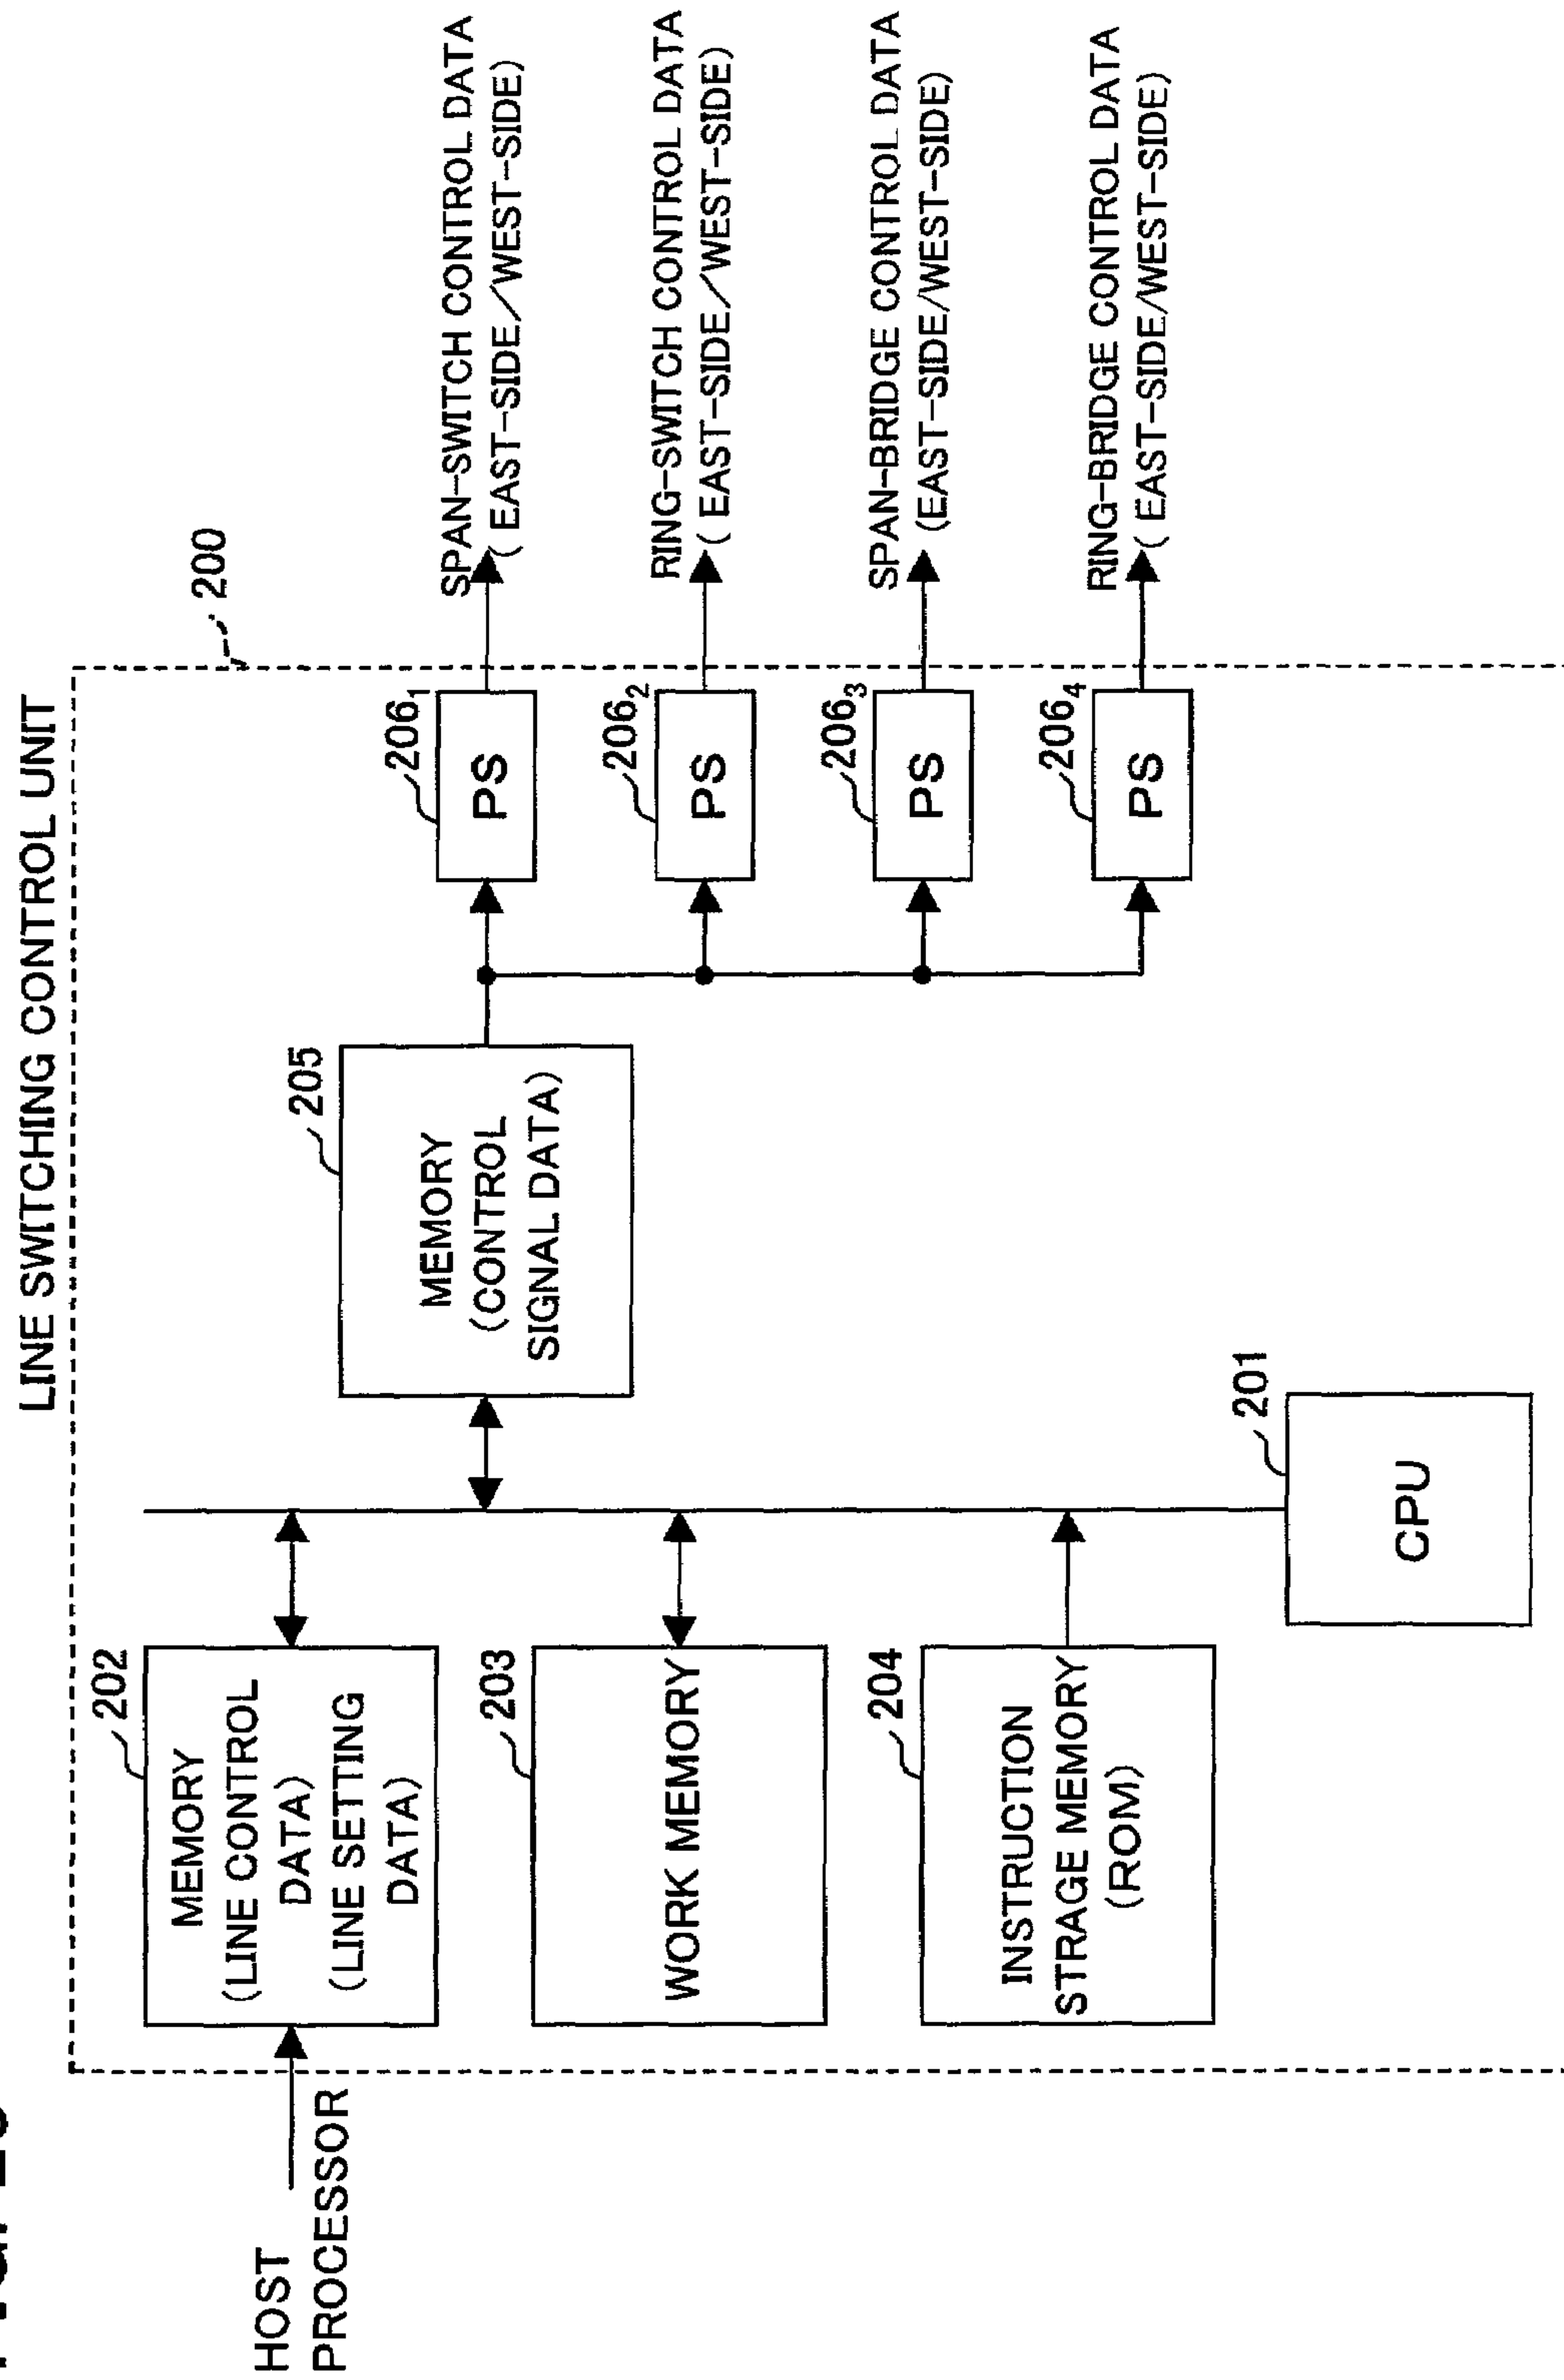 LINE SWITCHING CONTROL UNIT
200
HOST
PROCESSOR
202
MEMORY
(LINE CONTROL
DATA)
(LINE SETTING
DATA)
203
WORK MEMORY
204
INSTRUCTION
STRAGE MEMORY
(ROM)
201
CPU
205
MEMORY
(CONTROL
SIGNAL DATA)
206₁
PS
SPAN-SWITCH CONTROL DATA
( EAST-SIDE/WEST-SIDE)
206₂
PS
RING-SWITCH CONTROL DATA
( EAST-SIDE/WEST-SIDE)
206₃
PS
SPAN-BRIDGE CONTROL DATA
(EAST-SIDE/WEST-SIDE)
206₄
PS
RING-BRIDGE CONTROL DATA
( EAST-SIDE/WEST-SIDE)